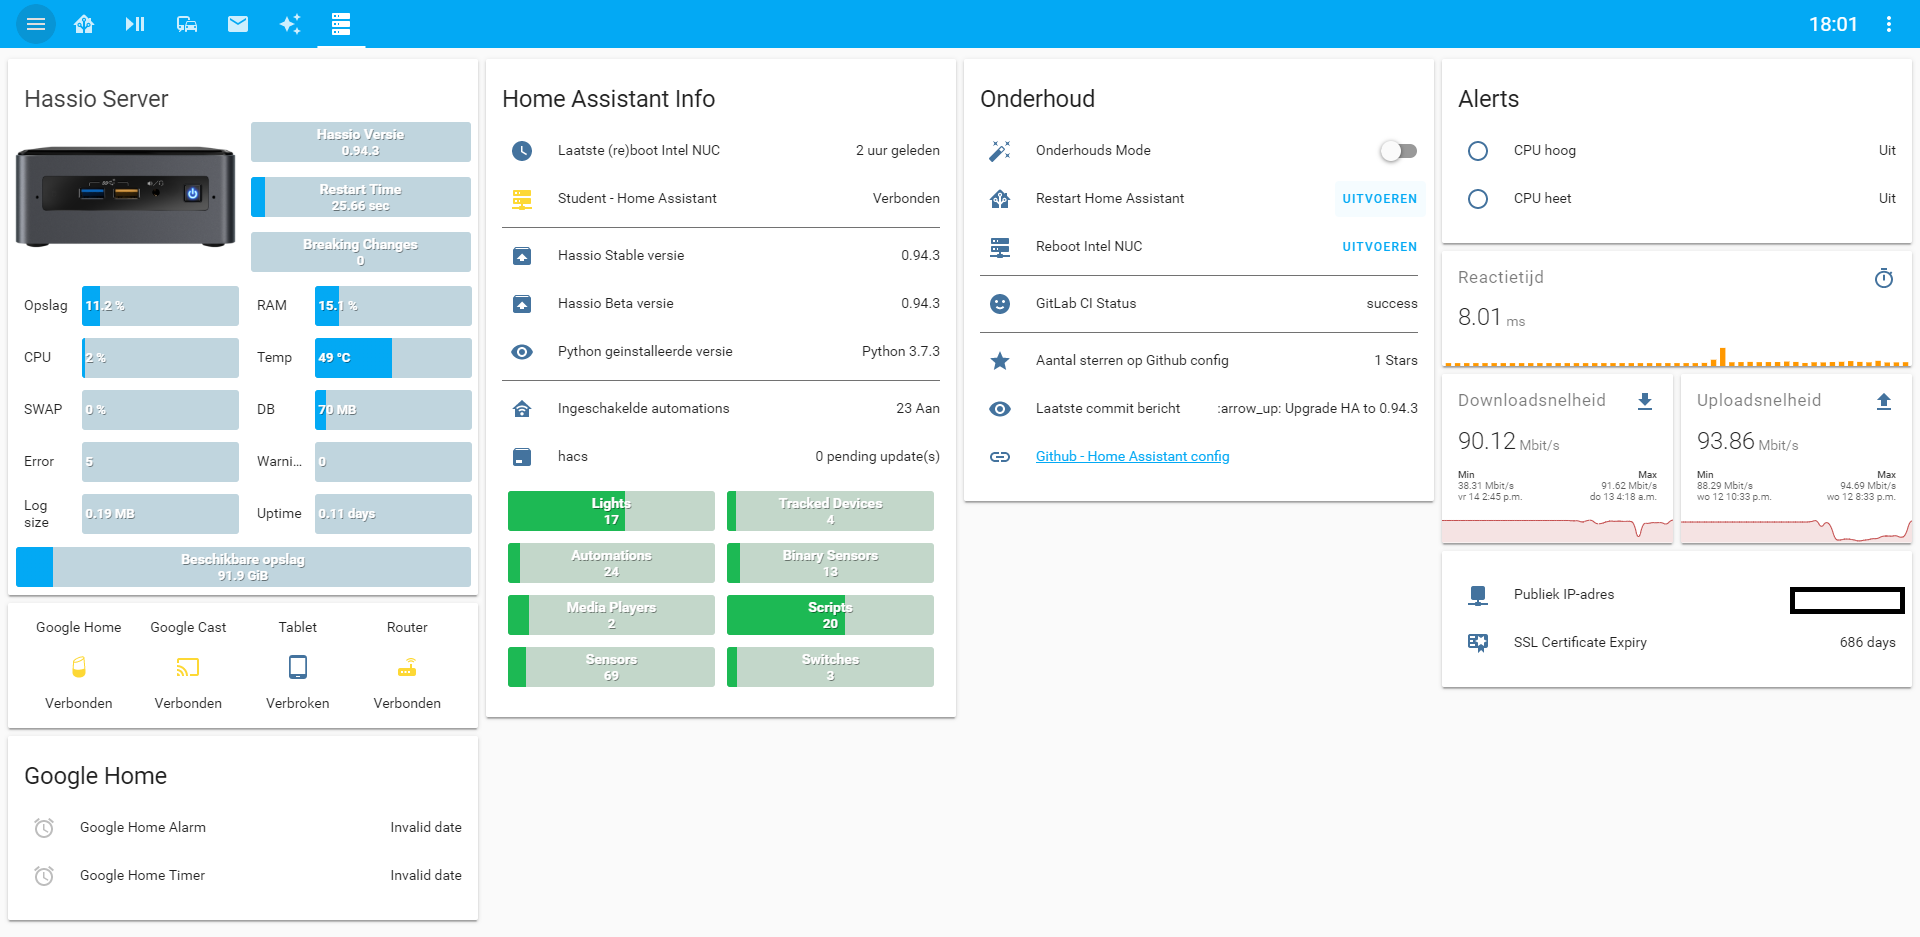 18:01
Hassio Server
Hassio Versie
0.94.3
Restart Time
25.66 sec
Breaking Changes
0
Opslag
11.2 %
RAM
15.1 %
CPU
2 %
Temp
49 °C
SWAP
0 %
DB
70 MB
Error
5
Warni...
0
Log
size
0.19 MB
Uptime
0.11 days
Beschikbare opslag
91.9 GiB
Google Home
Google Cast
Tablet
Router
Verbonden
Verbonden
Verbroken
Verbonden
Google Home
Google Home Alarm
Invalid date
Google Home Timer
Invalid date
Home Assistant Info
Laatste (re)boot Intel NUC
2 uur geleden
Student - Home Assistant
Verbonden
Hassio Stable versie
0.94.3
Hassio Beta versie
0.94.3
Python geinstalleerde versie
Python 3.7.3
Ingeschakelde automations
23 Aan
hacs
0 pending update(s)
Lights
17
Tracked Devices
4
Automations
24
Binary Sensors
13
Media Players
2
Scripts
20
Sensors
69
Switches
3
Onderhoud
Onderhouds Mode
Restart Home Assistant
UITVOEREN
Reboot Intel NUC
UITVOEREN
GitLab CI Status
success
Aantal sterren op Github config
1 Stars
Laatste commit bericht
:arrow_up: Upgrade HA to 0.94.3
Github - Home Assistant config
Alerts
CPU hoog
Uit
CPU heet
Uit
Reactietijd
8.01 ms
Downloadsnelheid
90.12 Mbit/s
Min
38.31 Mbit/s
vr 14 2:45 p.m.
Max
91.62 Mbit/s
do 13 4:18 a.m.
Uploadsnelheid
93.86 Mbit/s
Min
88.29 Mbit/s
wo 12 10:33 p.m.
Max
94.69 Mbit/s
wo 12 8:33 p.m.
Publiek IP-adres
SSL Certificate Expiry
686 days